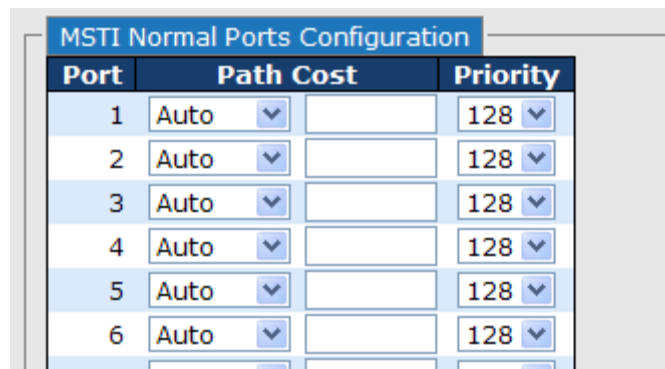 MSTI Normal Ports Configuration
Port Path Cost Priority
1 Auto 128
2 Auto 128
3 Auto 128
4 Auto 128
5 Auto 128
6 Auto 128